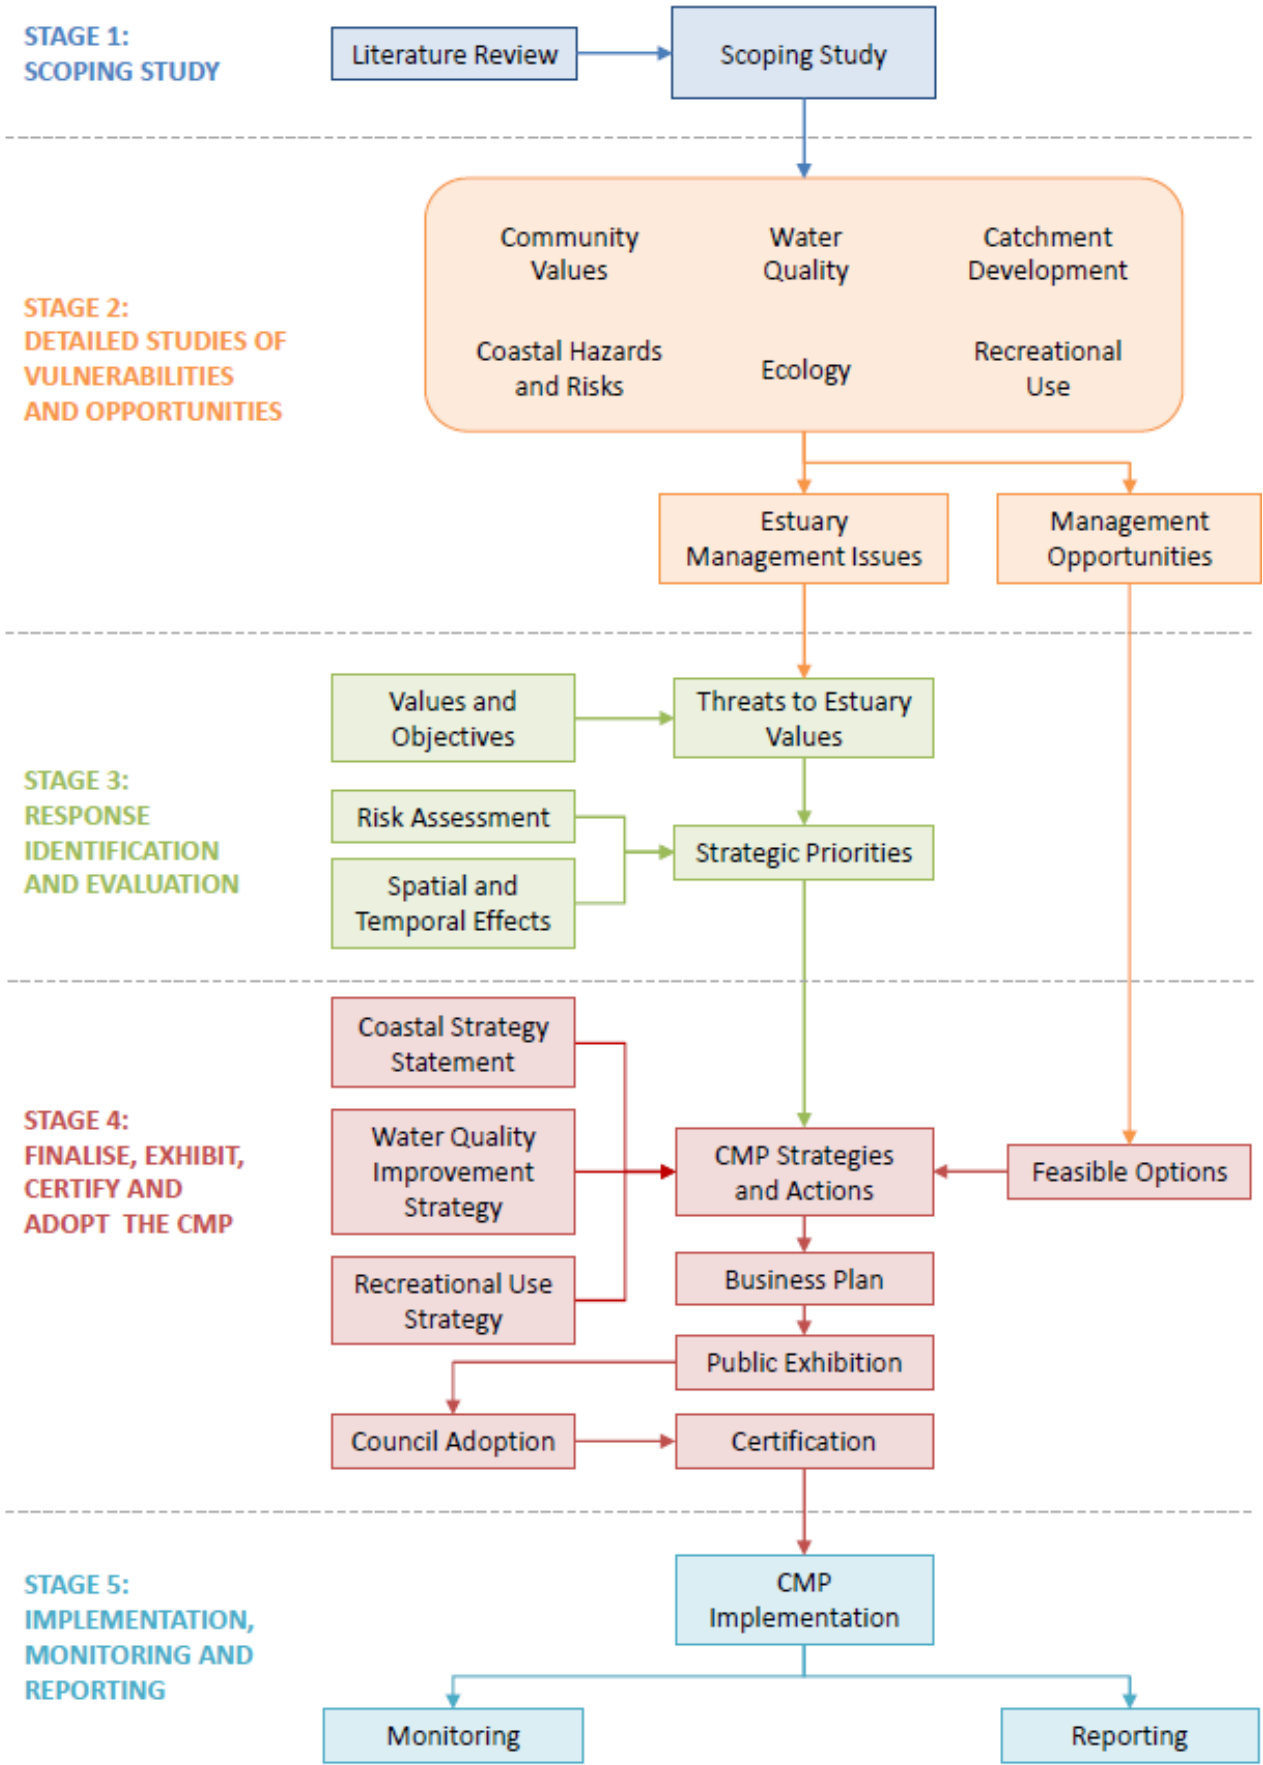 STAGE 1:
SCOPING STUDY
Literature Review
Scoping Study
STAGE 2:
DETAILED STUDIES OF
VULNERABILITIES
AND OPPORTUNITIES
Community
Values
Water
Quality
Catchment
Development
Coastal Hazards
and Risks
Ecology
Recreational
Use
Estuary
Management Issues
Management
Opportunities
STAGE 3:
RESPONSE
IDENTIFICATION
AND EVALUATION
Values and
Objectives
Threats to Estuary
Values
Risk Assessment
Strategic Priorities
Spatial and
Temporal Effects
STAGE 4:
FINALISE, EXHIBIT,
CERTIFY AND
ADOPT THE CMP
Coastal Strategy
Statement
Water Quality
Improvement
Strategy
Recreational Use
Strategy
CMP Strategies
and Actions
Feasible Options
Business Plan
Public Exhibition
Council Adoption
Certification
STAGE 5:
IMPLEMENTATION,
MONITORING AND
REPORTING
CMP
Implementation
Monitoring
Reporting